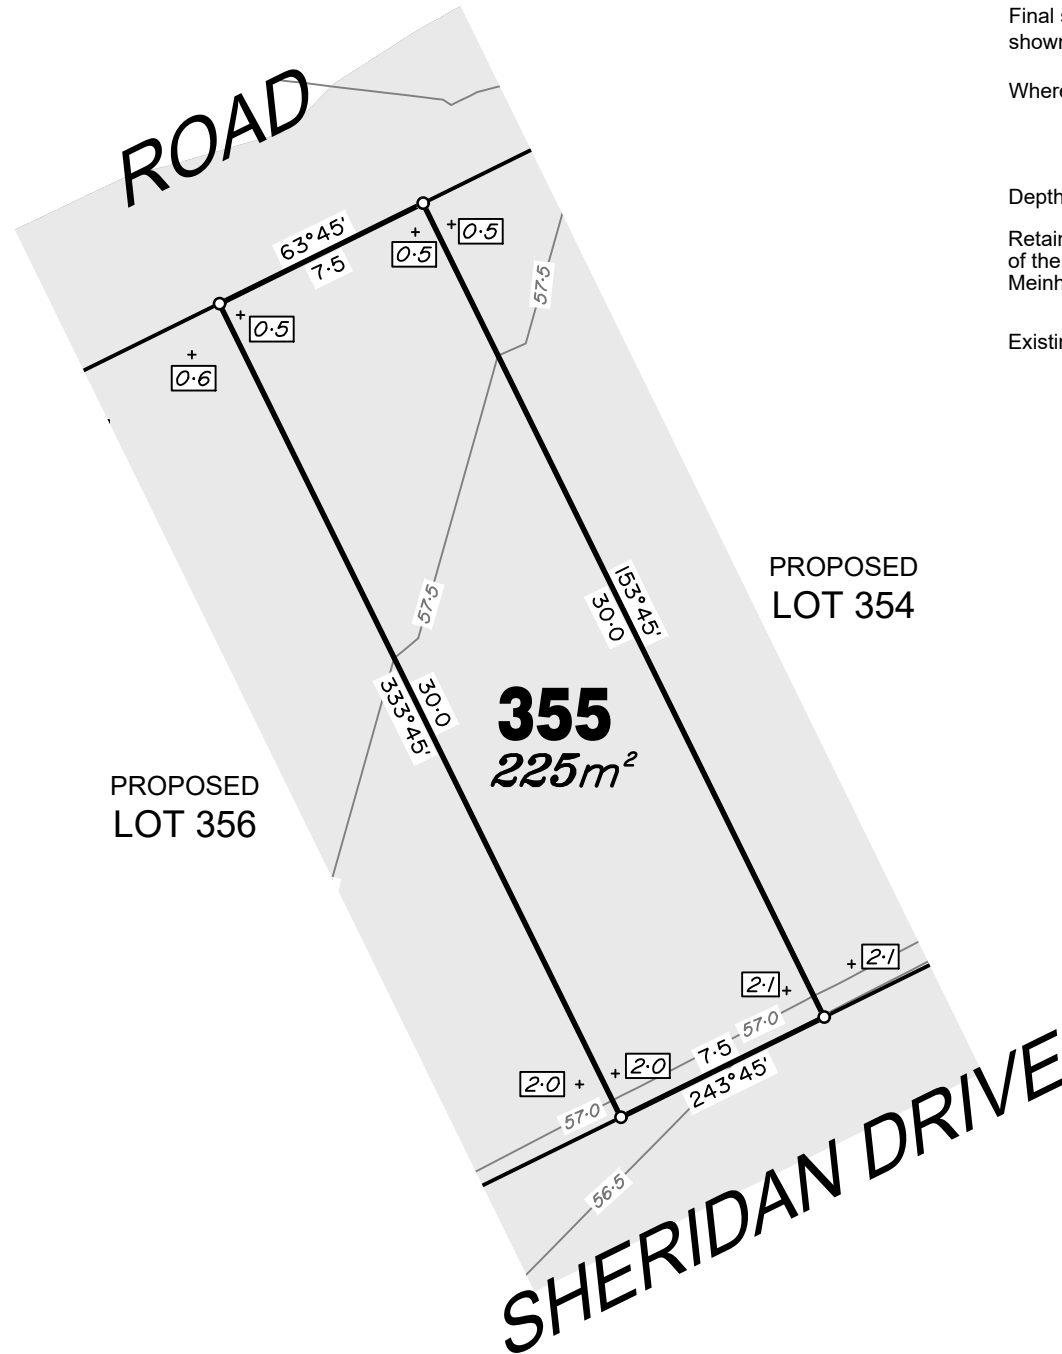 Final
shown
Where
ROAD
Depth
63°45'
7·5
0·5
0·5
Retain
of the
Meinh
57·5
0·5
0·6
Existin
PROPOSED
LOT 354
153°45'
30·0
57·5
30·0
333°45'
355
225m²
PROPOSED
LOT 356
2·1
2·1
57·0
7·5
243°45'
2·0
2·0
57·0
56·5
SHERIDAN DRIVE